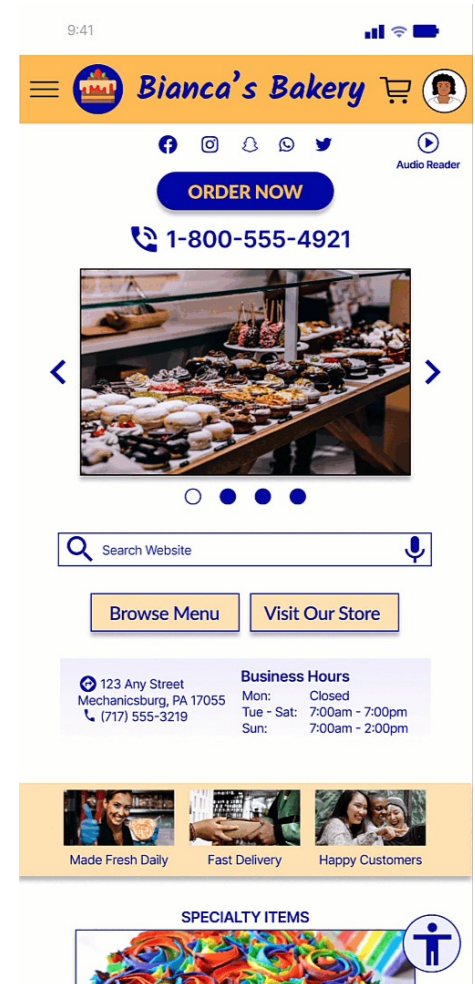 9:41
Bianca's Bakery
Audio Reader
ORDER NOW
1-800-555-4921
Search Website
Browse Menu
Visit Our Store
123 Any Street
Mechanicsburg, PA 17055
(717) 555-3219
Business Hours
Mon: Closed
Tue - Sat: 7:00am - 7:00pm
Sun: 7:00am - 2:00pm
Made Fresh Daily
Fast Delivery
Happy Customers
SPECIALTY ITEMS